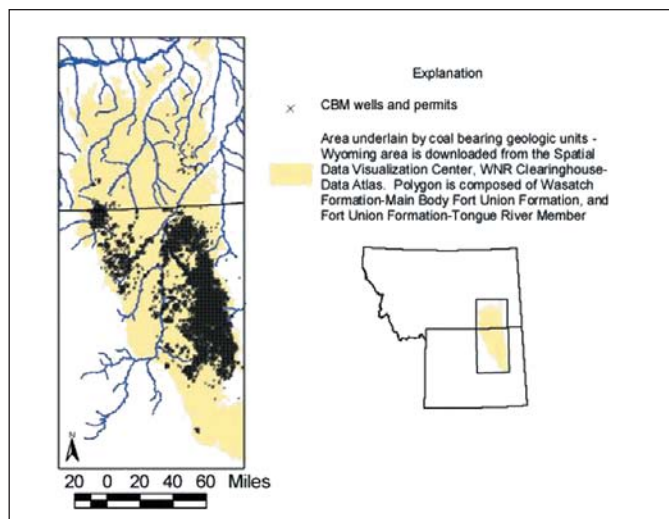 Explanation
CBM wells and permits
Area underlain by coal bearing geologic units -
Wyoming area is downloaded from the Spatial
Data Visualization Center, WNR Clearinghouse-
Data Atlas. Polygon is composed of Wasatch
Formation-Main Body Fort Union Formation, and
Fort Union Formation-Tongue River Member
N
20 0 20 40 60 Miles